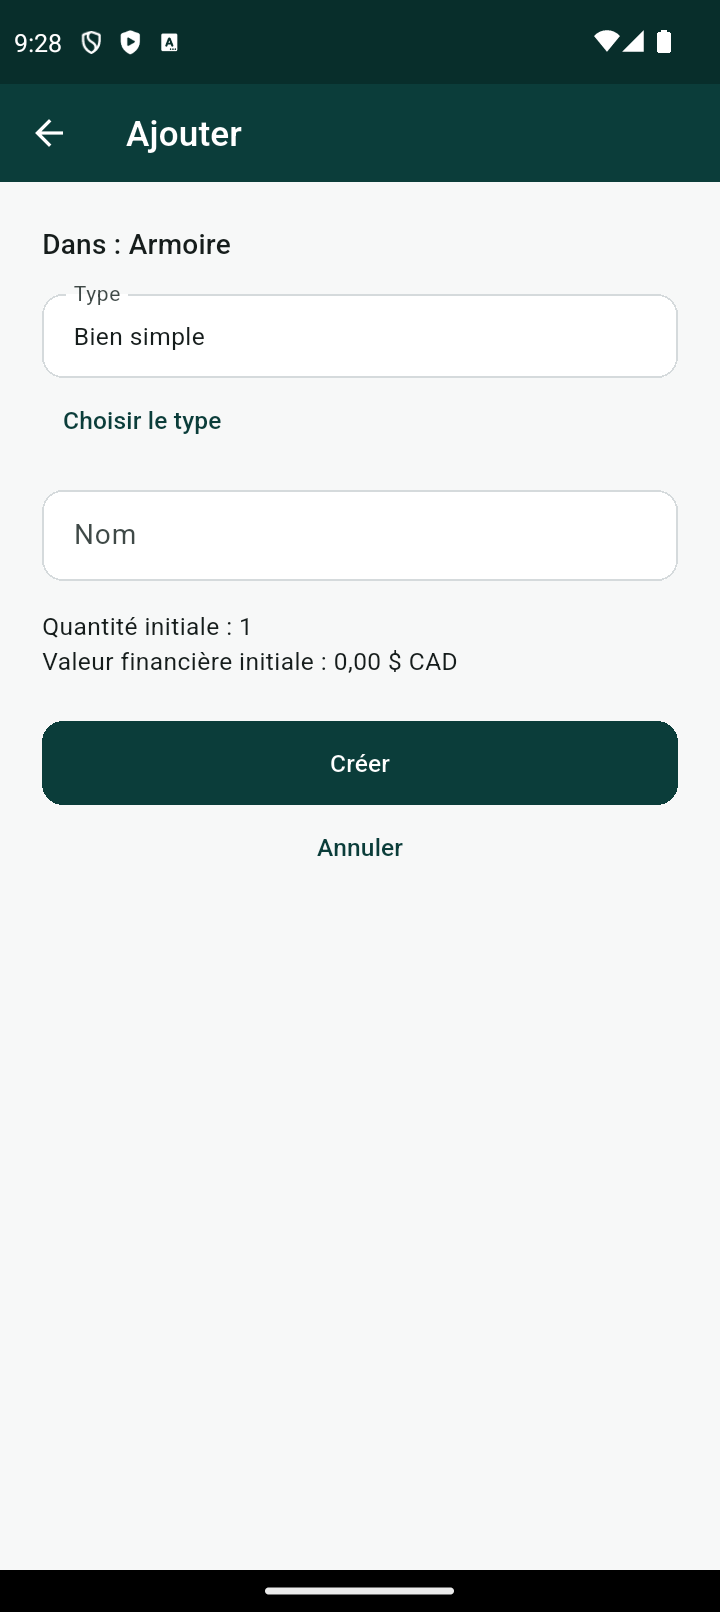 9:28
Ajouter
Dans : Armoire
Type
Bien simple
Choisir le type
Nom
Quantité initiale : 1
Valeur financière initiale : 0,00 $ CAD
Créer
Annuler